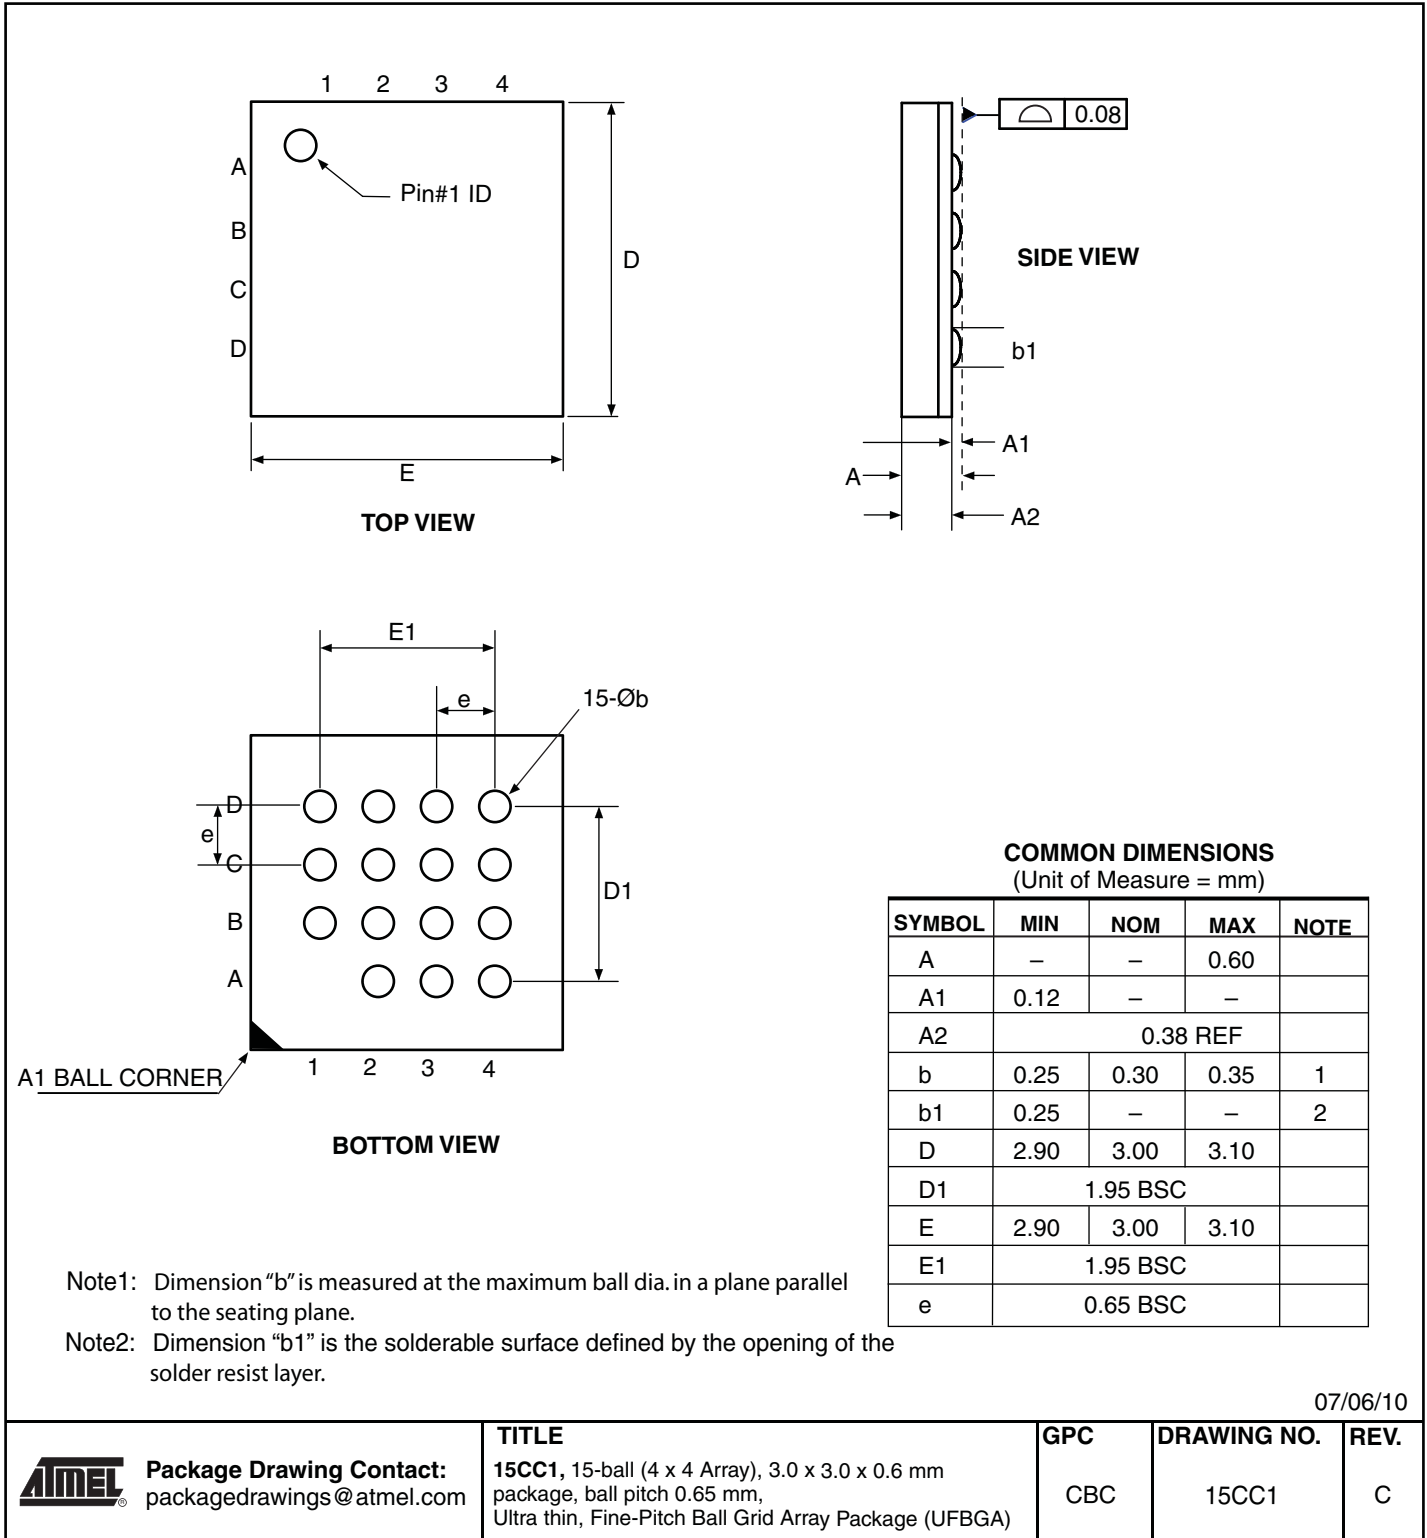 1 2 3 4
A
B
C
D
Pin#1 ID
D
E
TOP VIEW
0.08
SIDE VIEW
b1
A1
A
A2
E1
e
15-Øb
D
e
C
B
A
D1
A1 BALL CORNER
1 2 3 4
BOTTOM VIEW
COMMON DIMENSIONS
(Unit of Measure = mm)
SYMBOL MIN NOM MAX NOTE
A – – 0.60
A1 0.12 – –
A2 0.38 REF
b 0.25 0.30 0.35 1
b1 0.25 – – 2
D 2.90 3.00 3.10
D1 1.95 BSC
E 2.90 3.00 3.10
E1 1.95 BSC
e 0.65 BSC
Note1: Dimension “b” is measured at the maximum ball dia. in a plane parallel
to the seating plane.
Note2: Dimension “b1” is the solderable surface defined by the opening of the
solder resist layer.
07/06/10
ATMEL ®
Package Drawing Contact:
packagedrawings@atmel.com
TITLE
15CC1, 15-ball (4 x 4 Array), 3.0 x 3.0 x 0.6 mm
package, ball pitch 0.65 mm,
Ultra thin, Fine-Pitch Ball Grid Array Package (UFBGA)
GPC
CBC
DRAWING NO.
15CC1
REV.
C